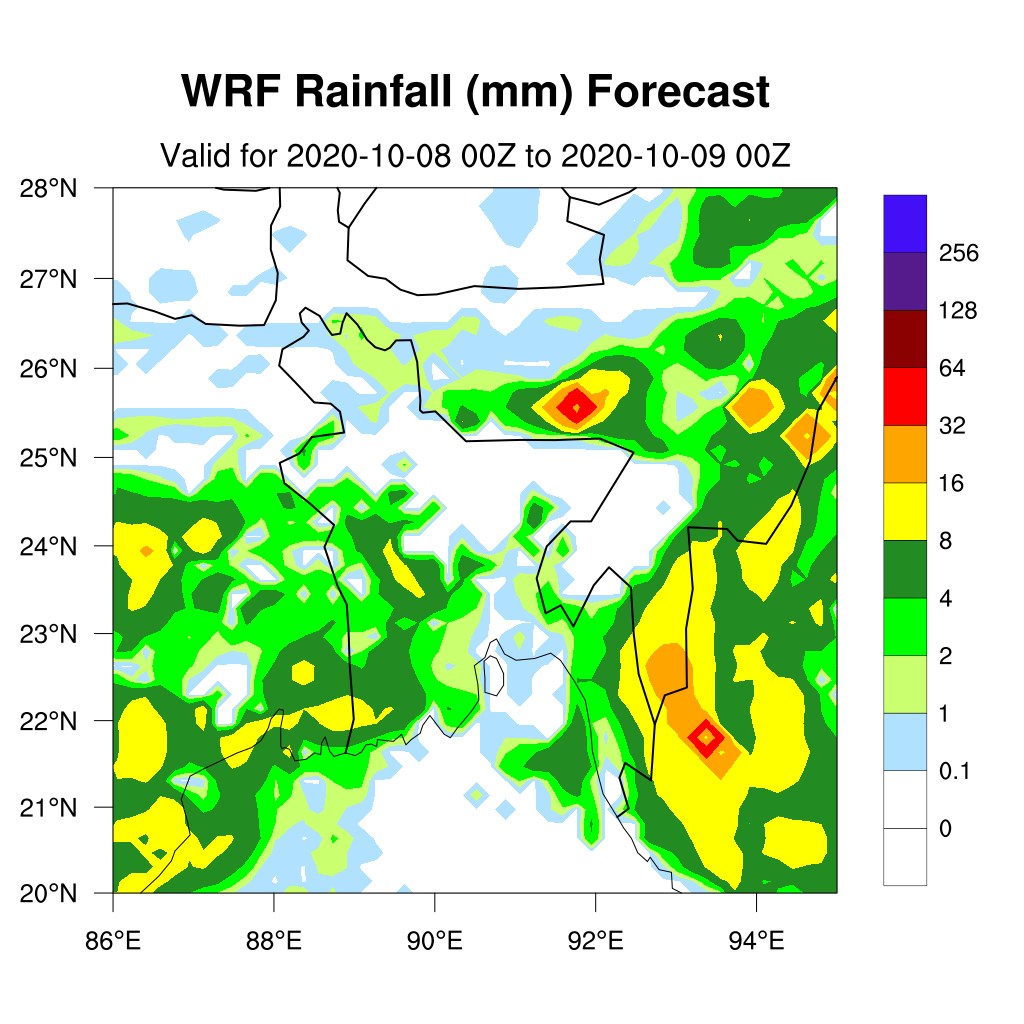 WRF Rainfall (mm) Forecast
Valid for 2020-10-08 00Z to 2020-10-09 00Z
28°N
27°N
26°N
25°N
24°N
23°N
22°N
21°N
20°N
86°E 88°E 90°E 92°E 94°E
256
128
64
32
16
8
4
2
1
0.1
0